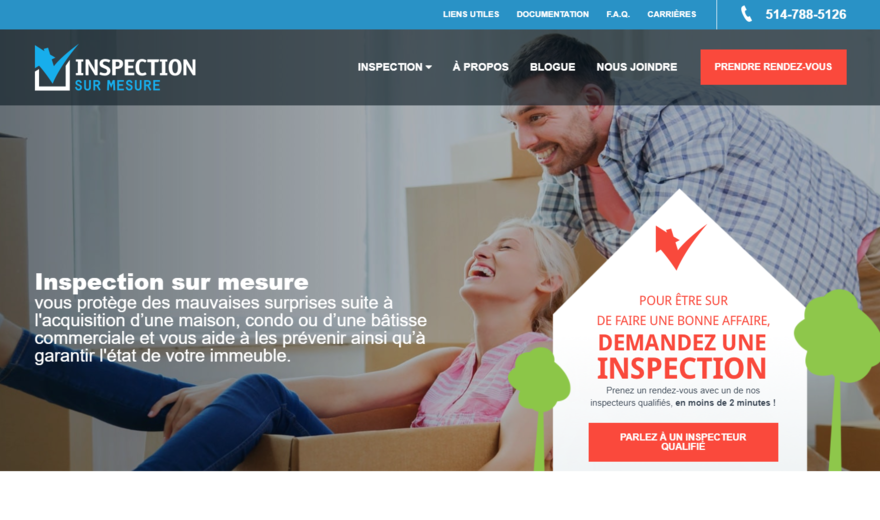 LIENS UTILES DOCUMENTATION F.A.Q. CARRIÈRES 514-788-5126
INSPECTION
SUR MESURE
INSPECTION À PROPOS BLOGUE NOUS JOINDRE PRENDRE RENDEZ-VOUS
Inspection sur mesure
vous protège des mauvaises surprises suite à
l'acquisition d’une maison, condo ou d’une bâtisse
commerciale et vous aide à les prévenir ainsi qu’à
garantir l'état de votre immeuble.
POUR ÊTRE SUR
DE FAIRE UNE BONNE AFFAIRE,
DEMANDEZ UNE
INSPECTION
Prenez un rendez-vous avec un de nos
inspecteurs qualifiés, en moins de 2 minutes !
PARLEZ À UN INSPECTEUR
QUALIFIÉ